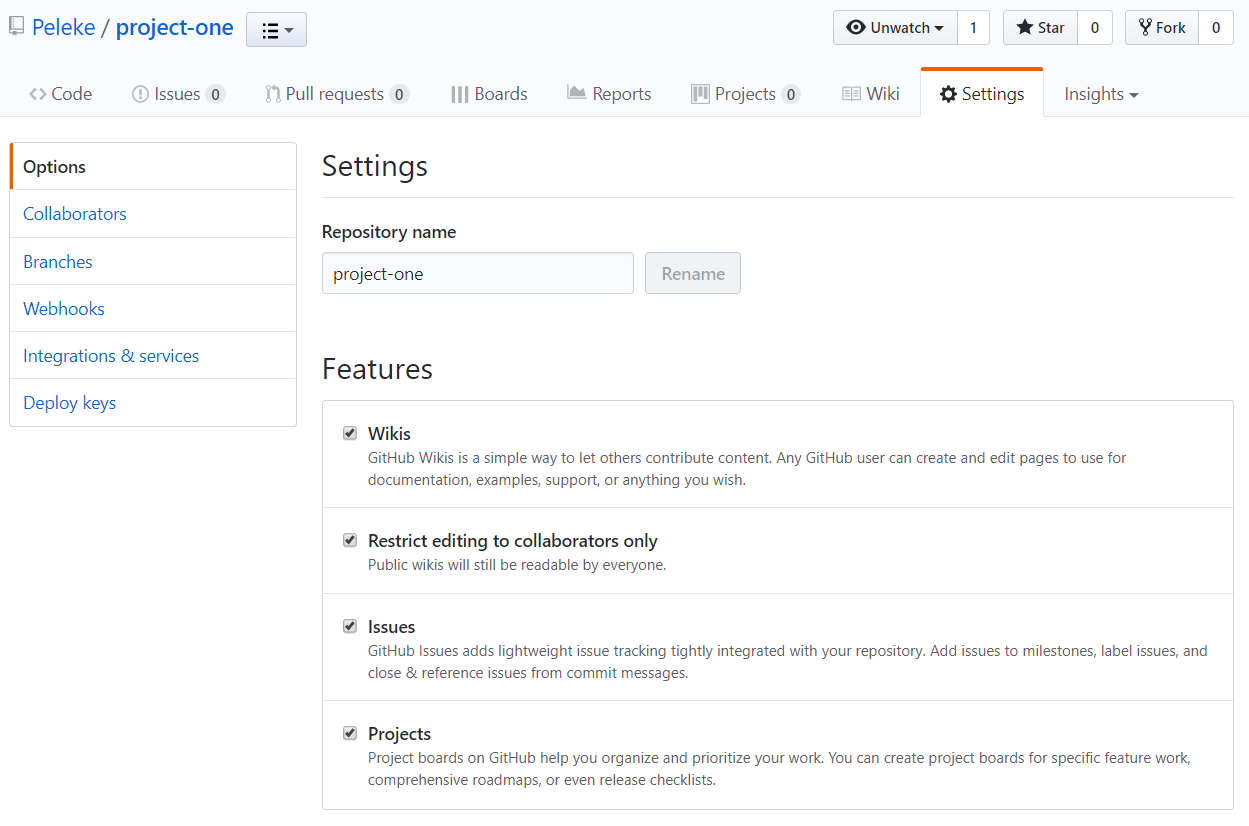 Peleke / project-one
Unwatch 1 Star 0 Fork 0
Code Issues 0 Pull requests 0 Boards Reports Projects 0 Wiki Settings Insights
Options
Collaborators
Branches
Webhooks
Integrations & services
Deploy keys
Settings
Repository name
project-one Rename
Features
Wikis
GitHub Wikis is a simple way to let others contribute content. Any GitHub user can create and edit pages to use for
documentation, examples, support, or anything you wish.
Restrict editing to collaborators only
Public wikis will still be readable by everyone.
Issues
GitHub Issues adds lightweight issue tracking tightly integrated with your repository. Add issues to milestones, label issues, and
close & reference issues from commit messages.
Projects
Project boards on GitHub help you organize and prioritize your work. You can create project boards for specific feature work,
comprehensive roadmaps, or even release checklists.